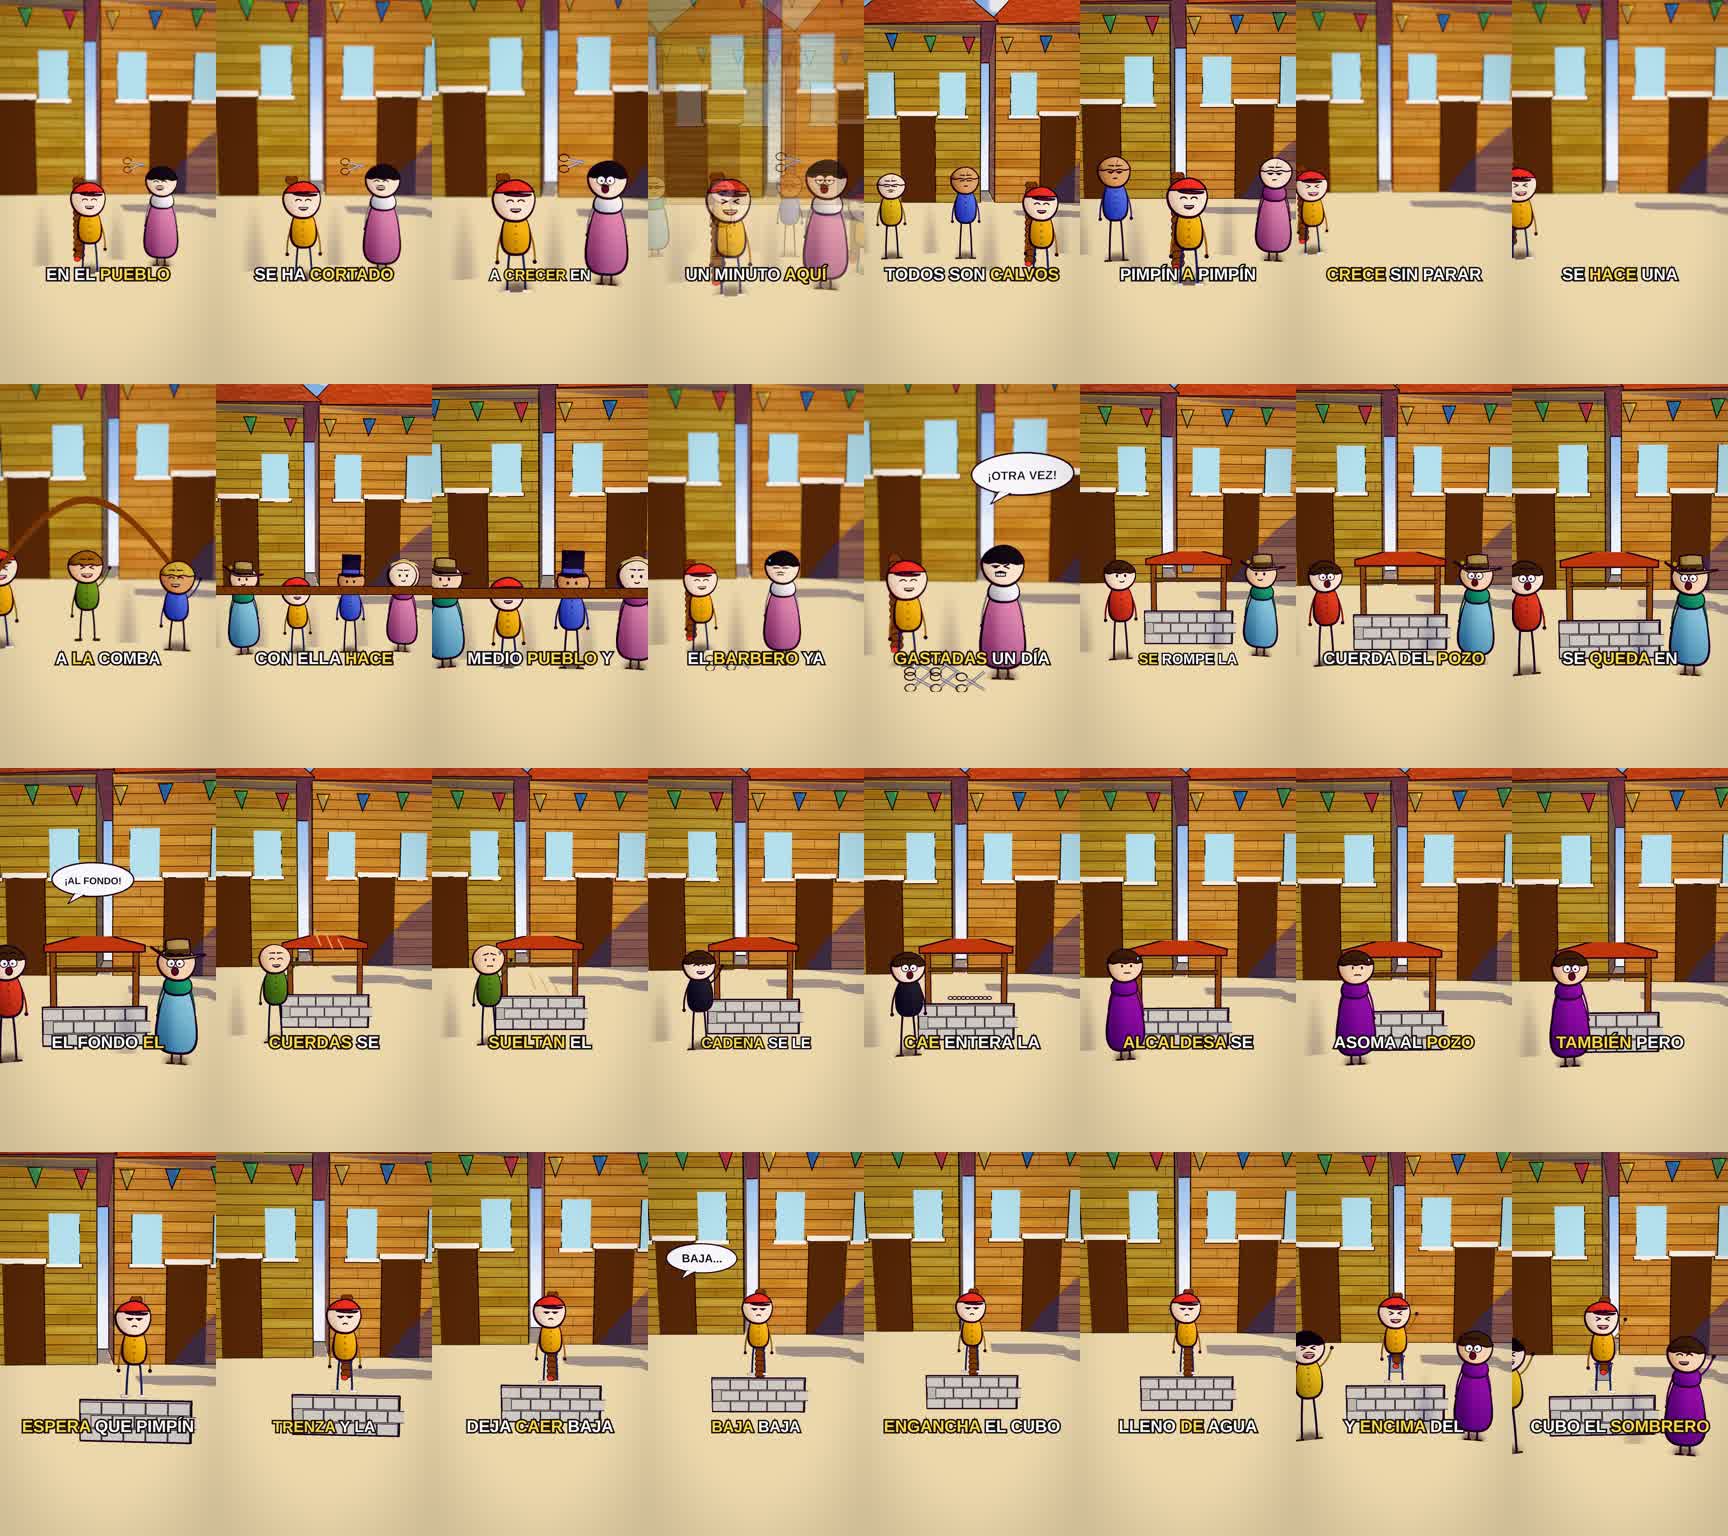 EN EL PUEBLO
SE HA CORTADO
A CRECER EN
UN MINUTO AQUÍ
TODOS SON CALVOS
PIMPÍN A PIMPÍN
CRECE SIN PARAR
SE HACE UNA
A LA COMBA
CON ELLA HACE
MEDIO PUEBLO Y
EL BARBERO YA
¡OTRA VEZ!
GASTADAS UN DÍA
SE ROMPE LA
CUERDA DEL POZO
SE QUEDA EN
¡AL FONDO!
EL FONDO EL
CUERDAS SE
SUELTAN EL
CADENA SE LE
CAE ENTERA LA
ALCALDESA SE
ASOMA AL POZO
TAMBIÉN PERO
ESPERA QUE PIMPÍN
TRENZA Y LA
DEJA CAER BAJA
BAJA...
BAJA BAJA
ENGANCHA EL CUBO
LLENO DE AGUA
Y ENCIMA DEL
CUBO EL SOMBRERO